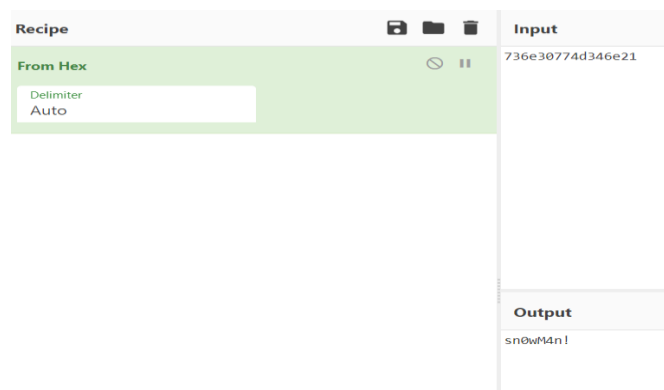 Recipe
From Hex
Delimiter
Auto
Input
736e30774d346e21
Output
sn0wM4n!